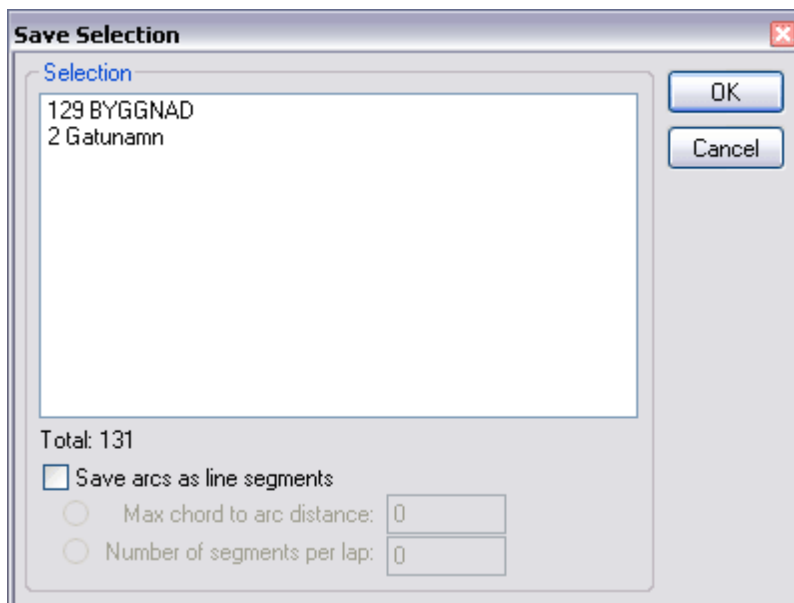 Save Selection
Selection
129 BYGGNAD
2 Gatunamn
OK
Cancel
Total: 131
Save arcs as line segments
Max chord to arc distance: 0
Number of segments per lap: 0